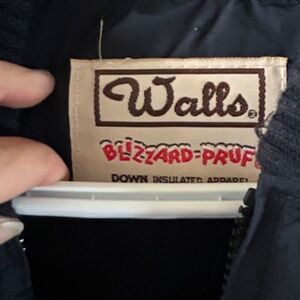 Walls
BLIZZARD-PRUF
DOWN INSULATED APPAREL